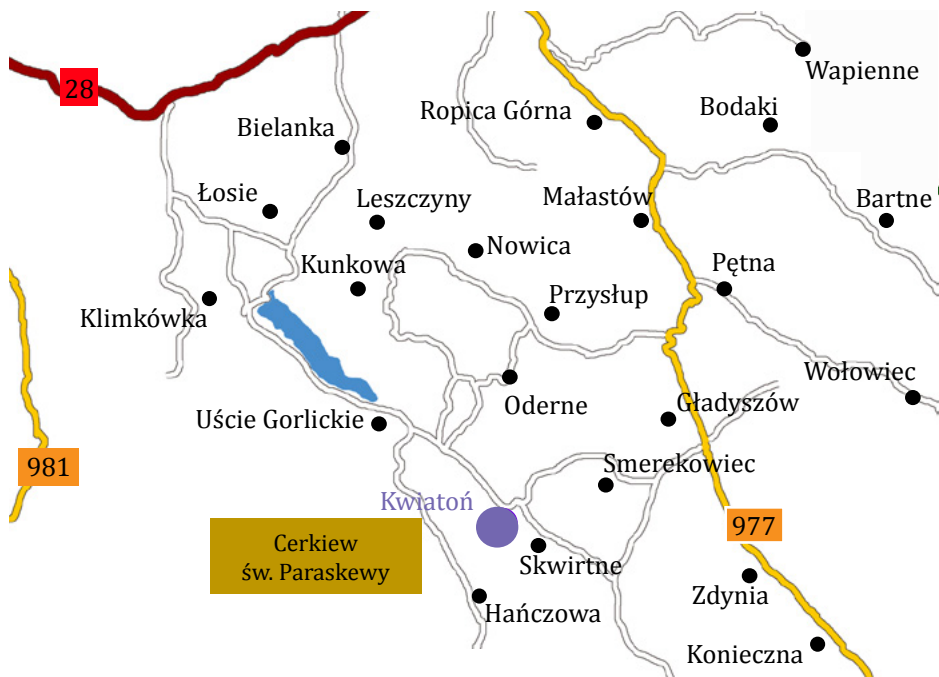 Wapienne
28
Ropica Górna
Bodaki
Bielanka
Łosie
Leszczyny
Małastów
Bartne
Nowica
Kunkowa
Pętna
Klimkówka
Przysłup
Wołowiec
Oderne
Gładyszów
Uście Gorlickie
981
Smerekowiec
Kwiatoń
977
Cerkiew
św. Paraskewy
Skwirtne
Zdynia
Hańczowa
Konieczna